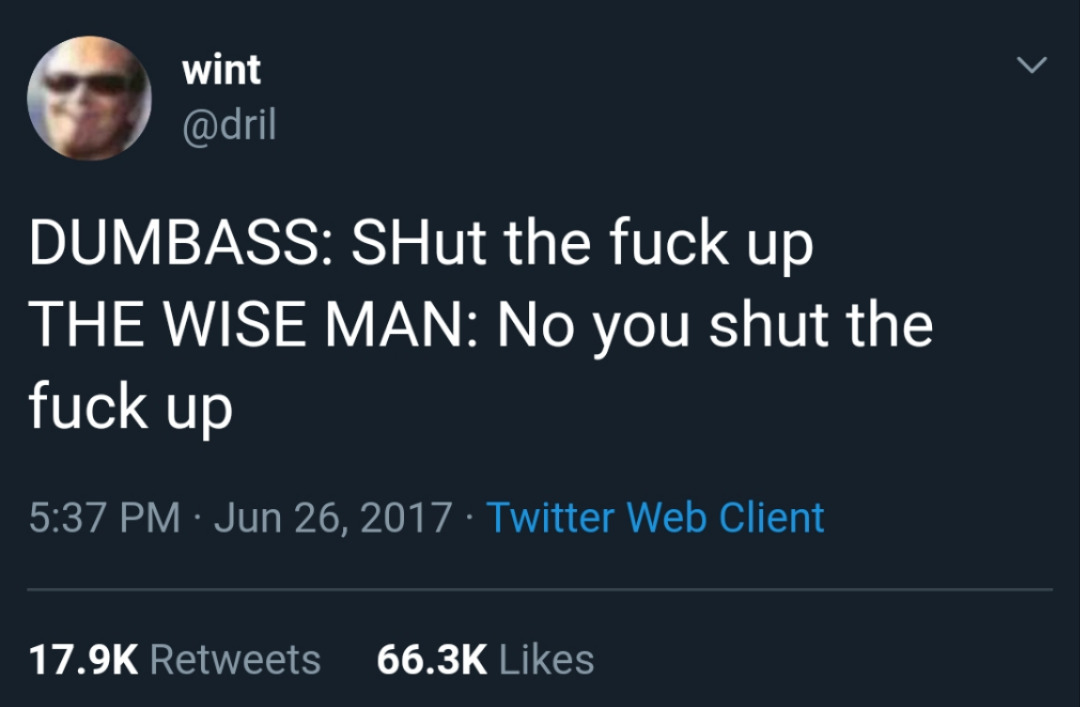 wint
@dril
DUMBASS: SHut the fuck up
THE WISE MAN: No you shut the
fuck up
5:37 PM · Jun 26, 2017 · Twitter Web Client
17.9K Retweets 66.3K Likes